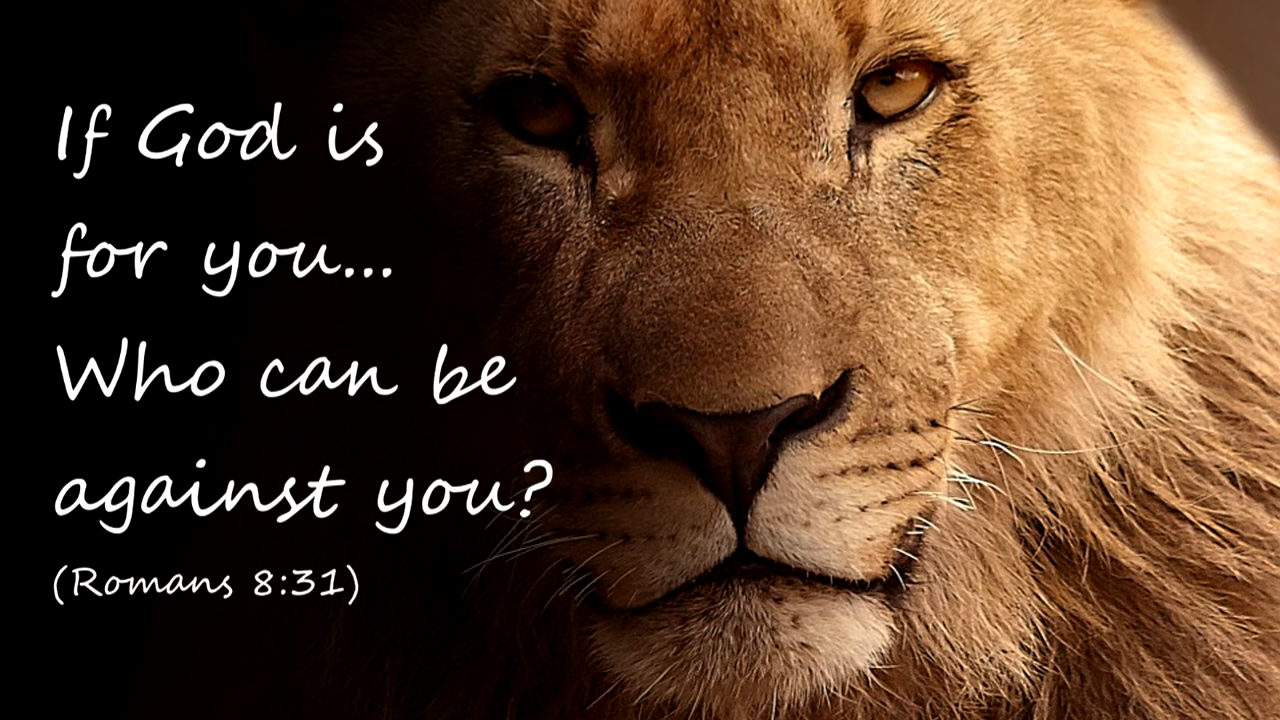 If God is
for you...
Who can be
against you?
(Romans 8:31)